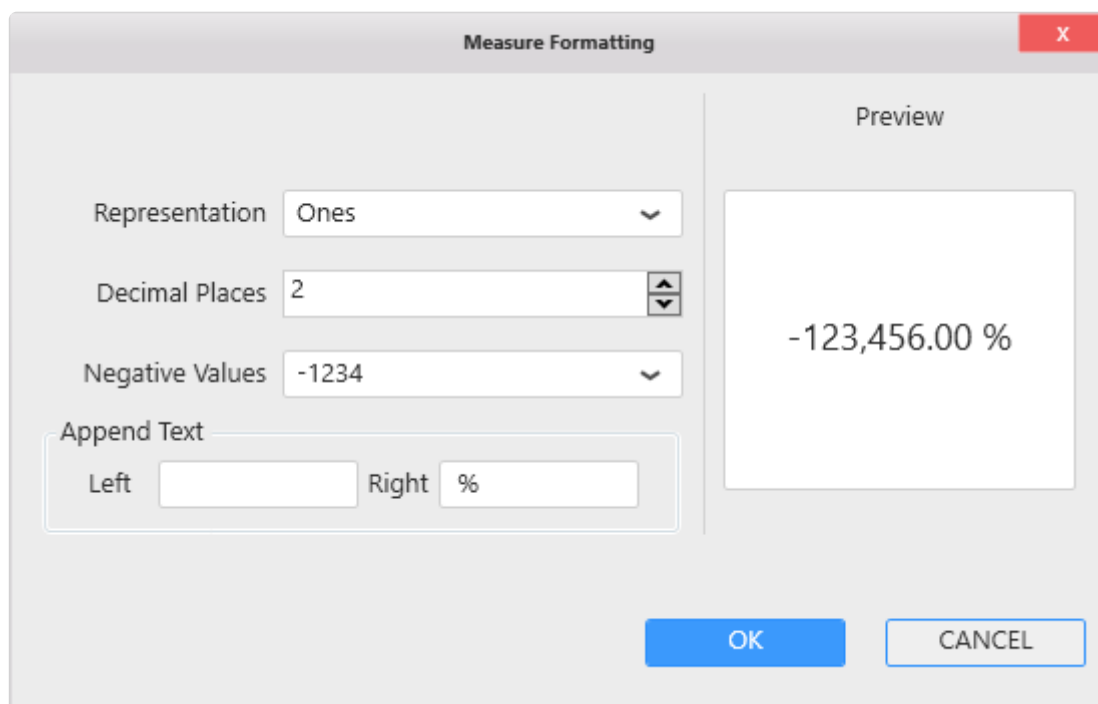 Measure Formatting
X
Preview
Representation Ones
Decimal Places 2
Negative Values -1234
-123,456.00 %
Append Text
Left Right %
OK CANCEL